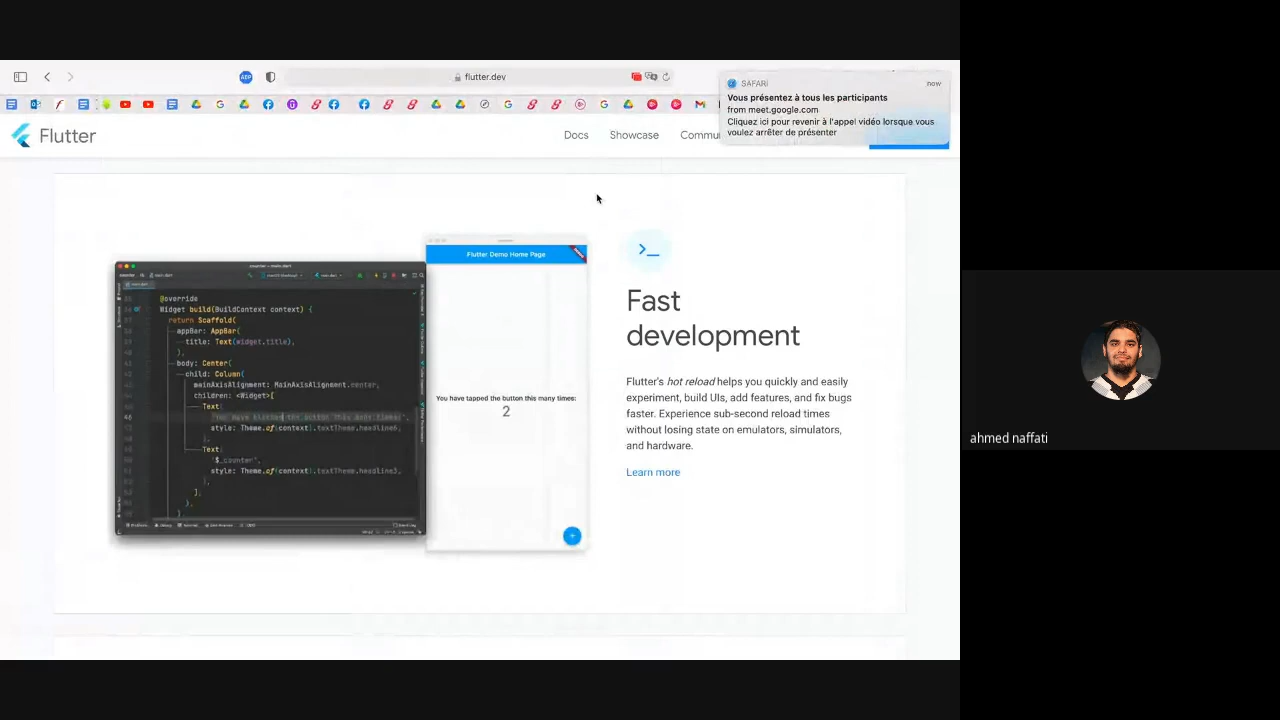 flutter.dev
SAFARI
now
Vous présentez à tous les participants
from meet.google.com
Cliquez ici pour revenir à l'appel vidéo lorsque vous
voulez arrêter de présenter
Flutter
Docs
Showcase
Commu
Flutter Demo Home Page
@override
Widget build(BuildContext context) {
return Scaffold(
appBar: AppBar(
title: Text(widget.title),
),
body: Center(
child: Column(
mainAxisAlignment: MainAxisAlignment.center,
children: <Widget>[
Text(
style: Theme.of(context).textTheme.headline6,
),
Text(
'$_counter',
style: Theme.of(context).textTheme.headline3,
),
],
),
)
You have tapped the button this many times:
2
+
>_
Fast
development
Flutter's hot reload helps you quickly and easily
experiment, build UIs, add features, and fix bugs
faster. Experience sub-second reload times
without losing state on emulators, simulators,
and hardware.
Learn more
ahmed naffati